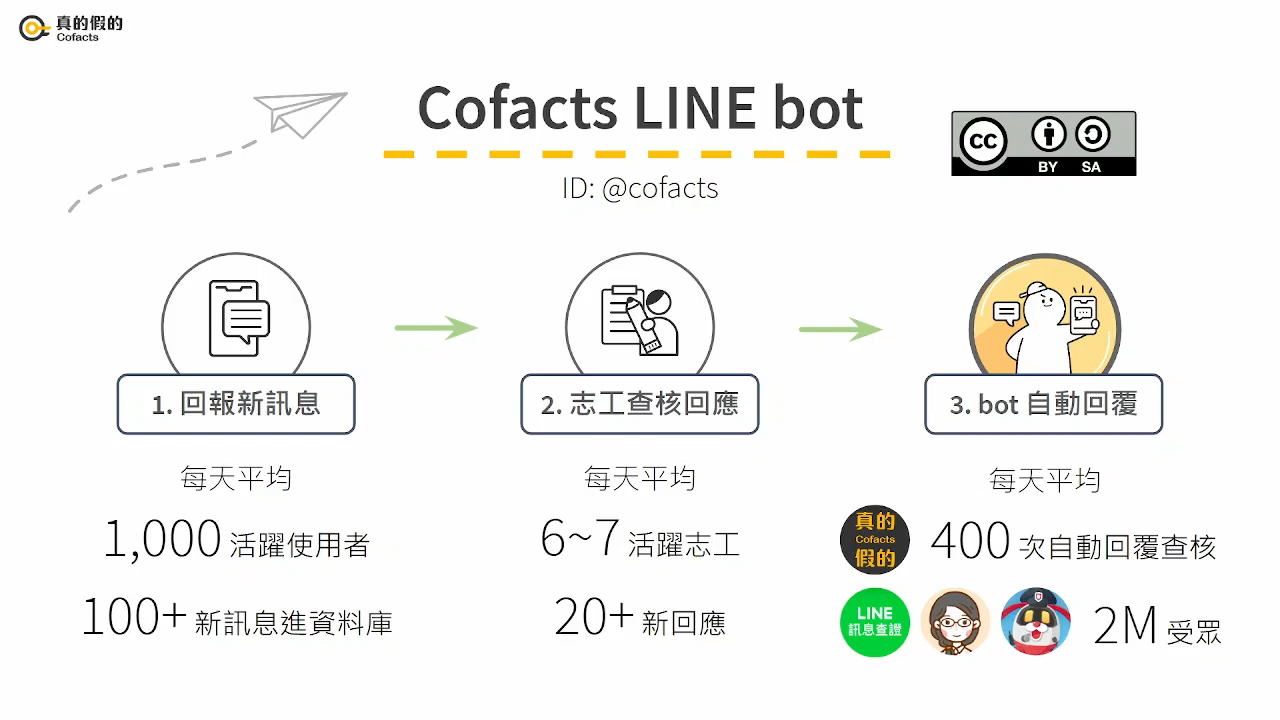 真的假的
Cofacts
Cofacts LINE bot
ID: @cofacts
CC BY SA
1. 回報新訊息
2. 志工查核回應
3. bot 自動回覆
每天平均
1,000 活躍使用者
100+ 新訊息進資料庫
每天平均
6~7 活躍志工
20+ 新回應
每天平均
真的
Cofacts
假的
400 次自動回覆查核
LINE
訊息查證
2M 受眾